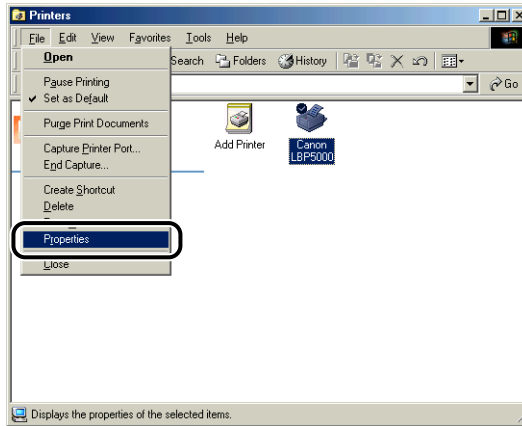 Printers
File Edit View Favorites Tools Help
Search Folders History
Go
Open
Pause Printing
Set as Default
Purge Print Documents
Capture Printer Port...
End Capture...
Create Shortcut
Delete
Properties
Close
Add Printer
Canon
LBP5000
Displays the properties of the selected items.